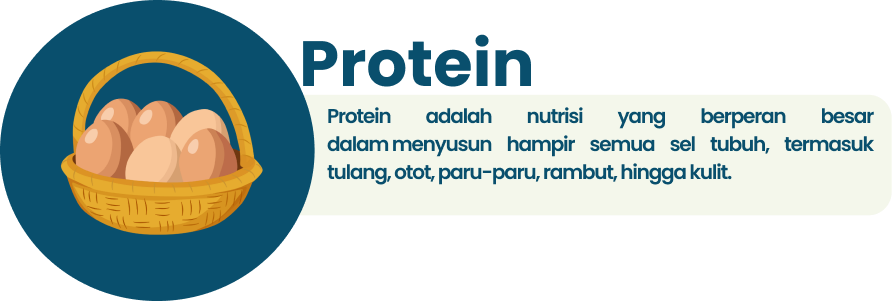 Protein
Protein adalah nutrisi yang berperan besar
dalam menyusun hampir semua sel tubuh, termasuk
tulang, otot, paru-paru, rambut, hingga kulit.